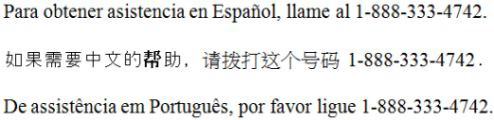 Para obtener asistencia en Español, llame al 1-888-333-4742.
如果需要中文的帮助，请拨打这个号码 1-888-333-4742.
De assistência em Português, por favor ligue 1-888-333-4742.